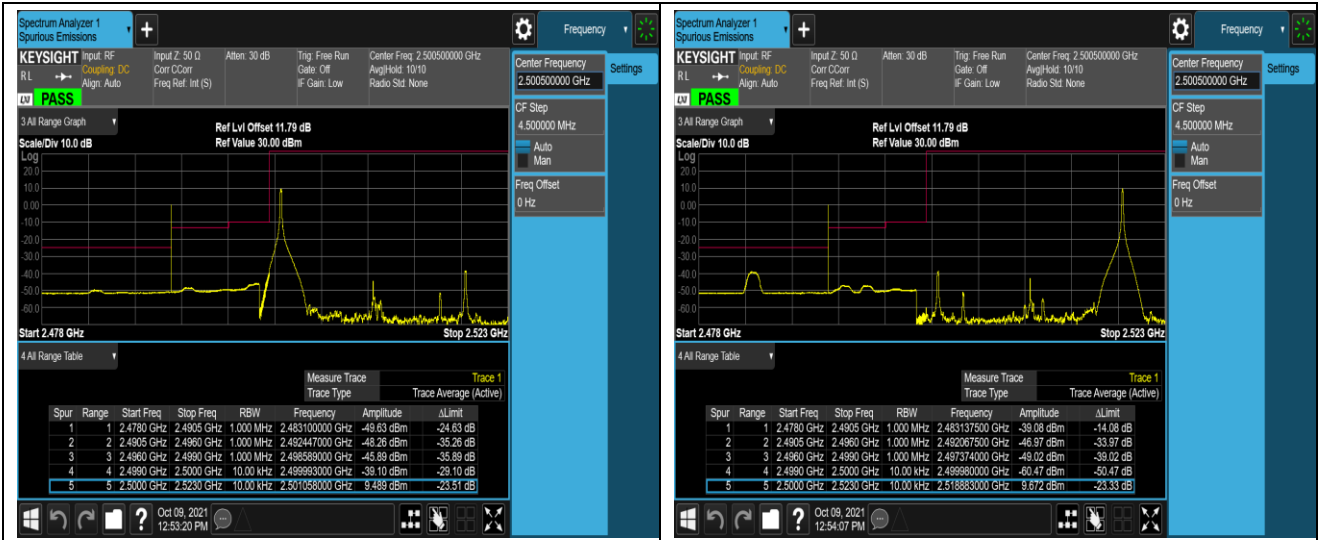 Spectrum Analyzer 1
Spurious Emissions
+
Frequency
KEYSIGHT Input: RF Input Z: 50 Ω Atten: 30 dB Trig: Free Run Center Freq: 2.500500000 GHz
RL Coupling: DC Corr CCorr Gate: Off Avg|Hold: 10/10
Align: Auto Freq Ref: Int (S) IF Gain: Low Radio Std: None
LXI PASS
Center Frequency
2.500500000 GHz
Settings
CF Step
4.500000 MHz
Auto
Man
Freq Offset
0 Hz
3 All Range Graph
Ref Lvl Offset 11.79 dB
Scale/Div 10.0 dB Ref Value 30.00 dBm
Log
20.0
10.0
0.00
-10.0
-20.0
-30.0
-40.0
-50.0
-60.0
Start 2.478 GHz Stop 2.523 GHz
4 All Range Table
Measure Trace Trace 1
Trace Type Trace Average (Active)
Spur Range Start Freq Stop Freq RBW Frequency Amplitude ΔLimit
1 1 2.4780 GHz 2.4905 GHz 1.000 MHz 2.483100000 GHz -49.63 dBm -24.63 dB
2 2 2.4905 GHz 2.4960 GHz 1.000 MHz 2.492447000 GHz -48.26 dBm -35.26 dB
3 3 2.4960 GHz 2.4990 GHz 1.000 MHz 2.498589000 GHz -45.89 dBm -35.89 dB
4 4 2.4990 GHz 2.5000 GHz 10.00 kHz 2.499993000 GHz -39.10 dBm -29.10 dB
5 5 2.5000 GHz 2.5230 GHz 10.00 kHz 2.501058000 GHz 9.489 dBm -23.51 dB
? Oct 09, 2021
12:53:20 PM
Spectrum Analyzer 1
Spurious Emissions
+
Frequency
KEYSIGHT Input: RF Input Z: 50 Ω Atten: 30 dB Trig: Free Run Center Freq: 2.500500000 GHz
RL Coupling: DC Corr CCorr Gate: Off Avg|Hold: 10/10
Align: Auto Freq Ref: Int (S) IF Gain: Low Radio Std: None
LXI PASS
Center Frequency
2.500500000 GHz
Settings
CF Step
4.500000 MHz
Auto
Man
Freq Offset
0 Hz
3 All Range Graph
Ref Lvl Offset 11.79 dB
Scale/Div 10.0 dB Ref Value 30.00 dBm
Log
20.0
10.0
0.00
-10.0
-20.0
-30.0
-40.0
-50.0
-60.0
Start 2.478 GHz Stop 2.523 GHz
4 All Range Table
Measure Trace Trace 1
Trace Type Trace Average (Active)
Spur Range Start Freq Stop Freq RBW Frequency Amplitude ΔLimit
1 1 2.4780 GHz 2.4905 GHz 1.000 MHz 2.483137500 GHz -39.08 dBm -14.08 dB
2 2 2.4905 GHz 2.4960 GHz 1.000 MHz 2.492067500 GHz -46.97 dBm -33.97 dB
3 3 2.4960 GHz 2.4990 GHz 1.000 MHz 2.497374000 GHz -49.02 dBm -39.02 dB
4 4 2.4990 GHz 2.5000 GHz 10.00 kHz 2.499980000 GHz -60.47 dBm -50.47 dB
5 5 2.5000 GHz 2.5230 GHz 10.00 kHz 2.518883000 GHz 9.672 dBm -23.33 dB
? Oct 09, 2021
12:54:07 PM